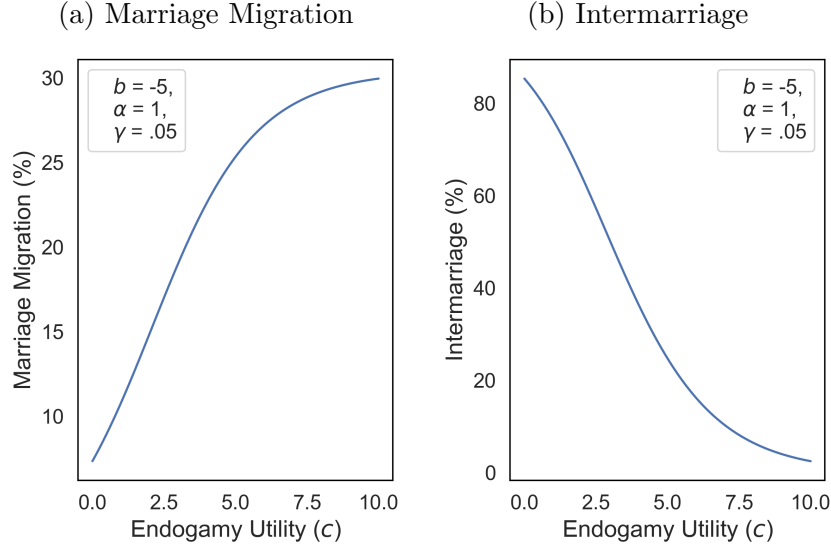 (a) Marriage Migration
b = -5,
α = 1,
γ = .05
30
25
20
15
10
Marriage Migration (%)
0.0 2.5 5.0 7.5 10.0
Endogamy Utility (c)
(b) Intermarriage
b = -5,
α = 1,
γ = .05
80
60
40
20
0
Intermarriage (%)
0.0 2.5 5.0 7.5 10.0
Endogamy Utility (c)